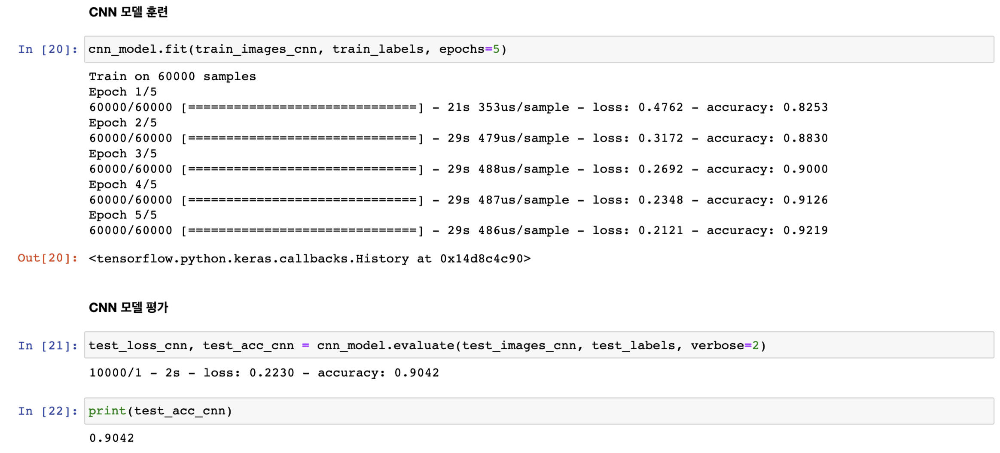 CNN 모델 훈련
In [20]: cnn_model.fit(train_images_cnn, train_labels, epochs=5)
Train on 60000 samples
Epoch 1/5
60000/60000 [==============================] - 21s 353us/sample - loss: 0.4762 - accuracy: 0.8253
Epoch 2/5
60000/60000 [==============================] - 29s 479us/sample - loss: 0.3172 - accuracy: 0.8830
Epoch 3/5
60000/60000 [==============================] - 29s 488us/sample - loss: 0.2692 - accuracy: 0.9000
Epoch 4/5
60000/60000 [==============================] - 29s 487us/sample - loss: 0.2348 - accuracy: 0.9126
Epoch 5/5
60000/60000 [==============================] - 29s 486us/sample - loss: 0.2121 - accuracy: 0.9219
Out[20]: <tensorflow.python.keras.callbacks.History at 0x14d8c4c90>
CNN 모델 평가
In [21]: test_loss_cnn, test_acc_cnn = cnn_model.evaluate(test_images_cnn, test_labels, verbose=2)
10000/1 - 2s - loss: 0.2230 - accuracy: 0.9042
In [22]: print(test_acc_cnn)
0.9042